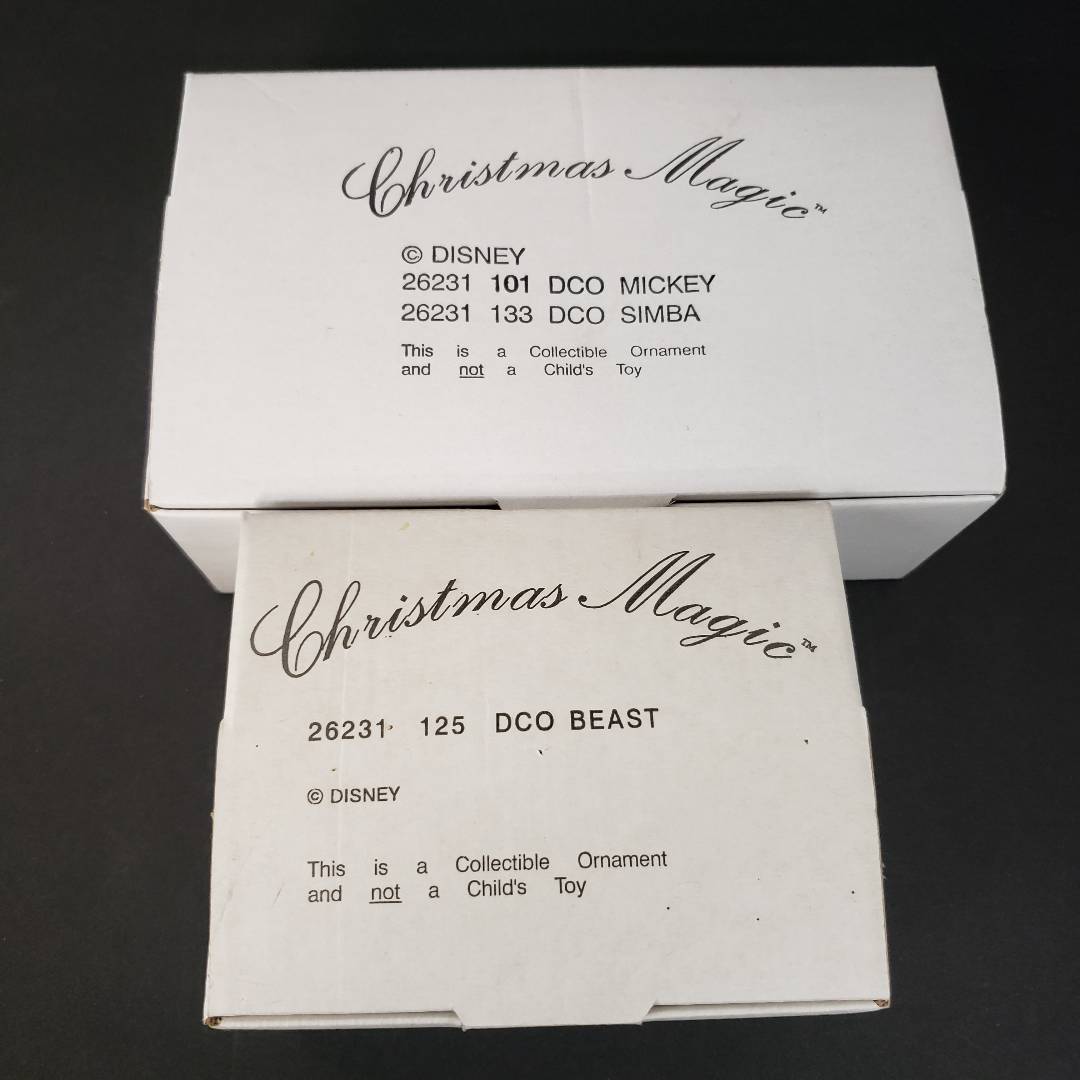 Christmas Magic™
© DISNEY
26231 101 DCO MICKEY
26231 133 DCO SIMBA
This is a Collectible Ornament
and not a Child's Toy
Christmas Magic™
26231 125 DCO BEAST
© DISNEY
This is a Collectible Ornament
and not a Child's Toy